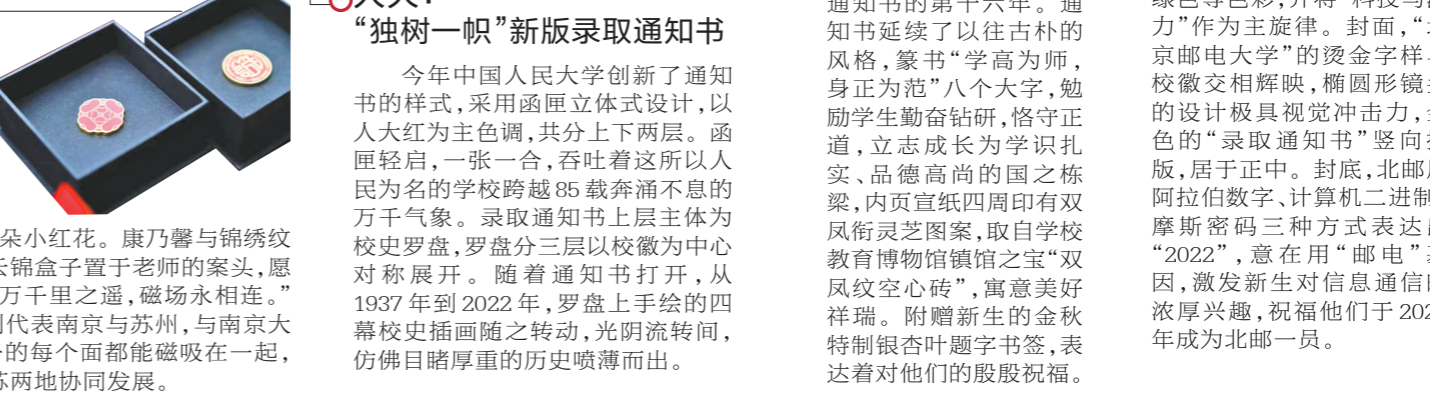 朵小红花。康乃馨与锦绣纹
云锦盒子置于老师的案头,愿
万千里之遥,磁场永相连。”
代表南京与苏州,与南京大
的每个面都能磁吸在一起,
苏两地协同发展。
“独树一帜”新版录取通知书
今年中国人民大学创新了通知
书的样式,采用函匣立体式设计,以
人大红为主色调,共分上下两层。函
匣轻启,一张一合,吞吐着这所以人
民为名的学校跨越85载奔涌不息的
万千气象。录取通知书上层主体为
校史罗盘,罗盘分三层以校徽为中心
对称展开。随着通知书打开,从
1937年到2022年,罗盘上手绘的四
幕校史插画随之转动,光阴流转间,
仿佛目睹厚重的历史喷薄而出。
通知书的第十六年。通
知书延续了以往古朴的
风格,篆书“学高为师,
身正为范”八个大字,勉
励学生勤奋钻研,恪守正
道,立志成长为学识扎
实、品德高尚的国之栋
梁,内页宣纸四周印有双
凤衔灵芝图案,取自学校
教育博物馆镇馆之宝“双
凤纹空心砖”,寓意美好
祥瑞。附赠新生的金秋
特制银杏叶题字书签,表
达着对他们的殷殷祝福。
力”作为主旋律。封面,“
京邮电大学”的烫金字样
校徽交相辉映,椭圆形镜
的设计极具视觉冲击力,
色的“录取通知书”竖向
版,居于正中。封底,北邮
阿拉伯数字、计算机二进制
摩斯密码三种方式表达
“2022”,意在用“邮电”
因,激发新生对信息通信
浓厚兴趣,祝福他们于202
年成为北邮一员。